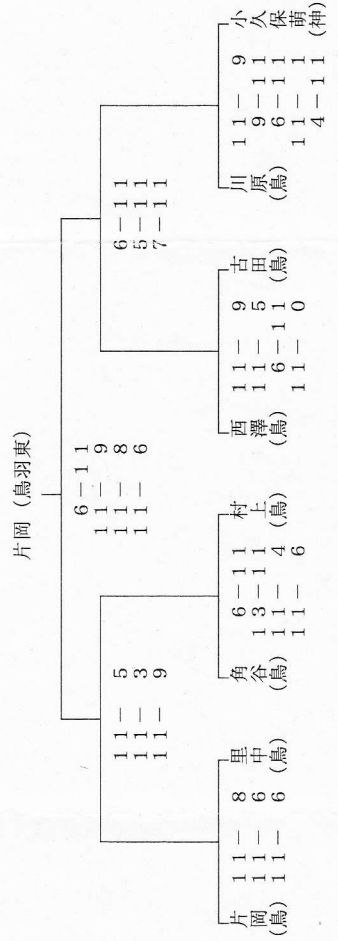 片岡 (鳥羽東)
6－11
11－9
11－8
11－6
11－5
11－3
11－9
6－11
5－11
7－11
片岡
(鳥)
11－8
11－6
11－6
里中
(鳥)
角谷
(鳥)
6－11
13－11
11－4
11－6
村上
(鳥)
西澤
(鳥)
11－9
11－5
6－11
11－0
古田
(鳥)
川原
(鳥)
11－9
9－11
6－11
11－1
4－11
小久保萌
(神)